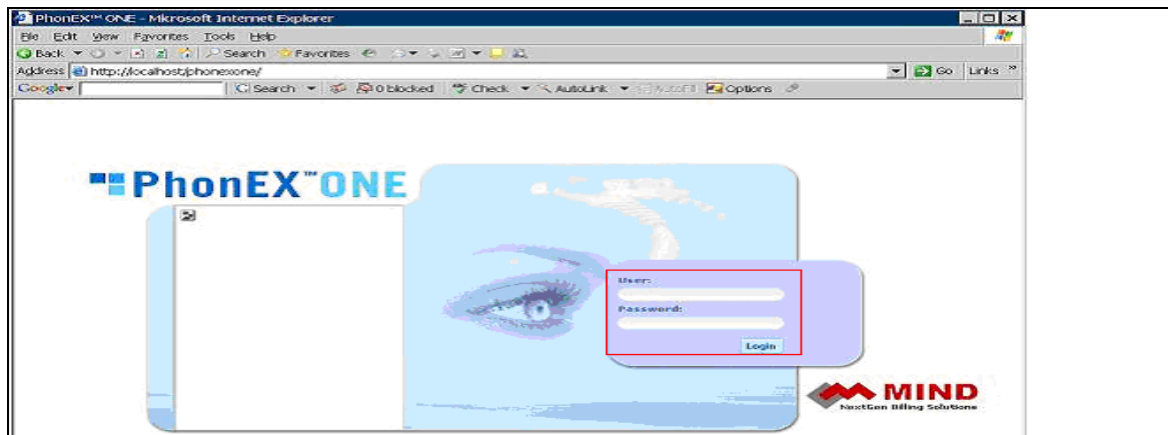 PhonEX™ ONE - Microsoft Internet Explorer
File Edit View Favorites Tools Help
Back Search Favorites
Address http://localhost/phonexone/ Go Links »
Google Search 0 blocked Check AutoLink AutoFill Options
PhonEX™ONE
User:
Password:
Login
MIND
NextGen Billing Solutions